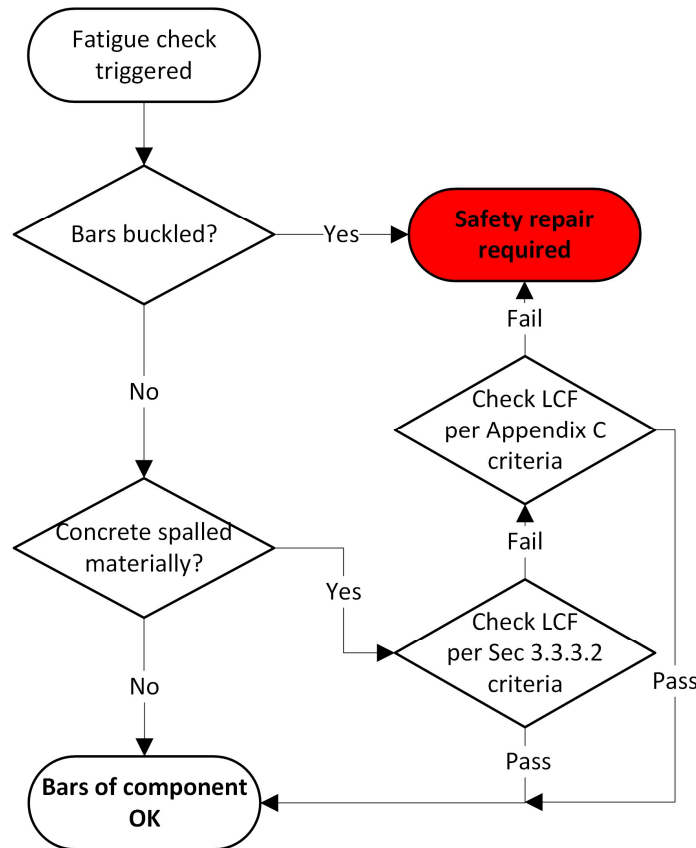 Fatigue check
triggered
Bars buckled?
Yes
Safety repair
required
Fail
No
Check LCF
per Appendix C
criteria
Concrete spalled
materially?
Fail
Yes
Check LCF
per Sec 3.3.3.2
criteria
No
Pass
Pass
Bars of component
OK